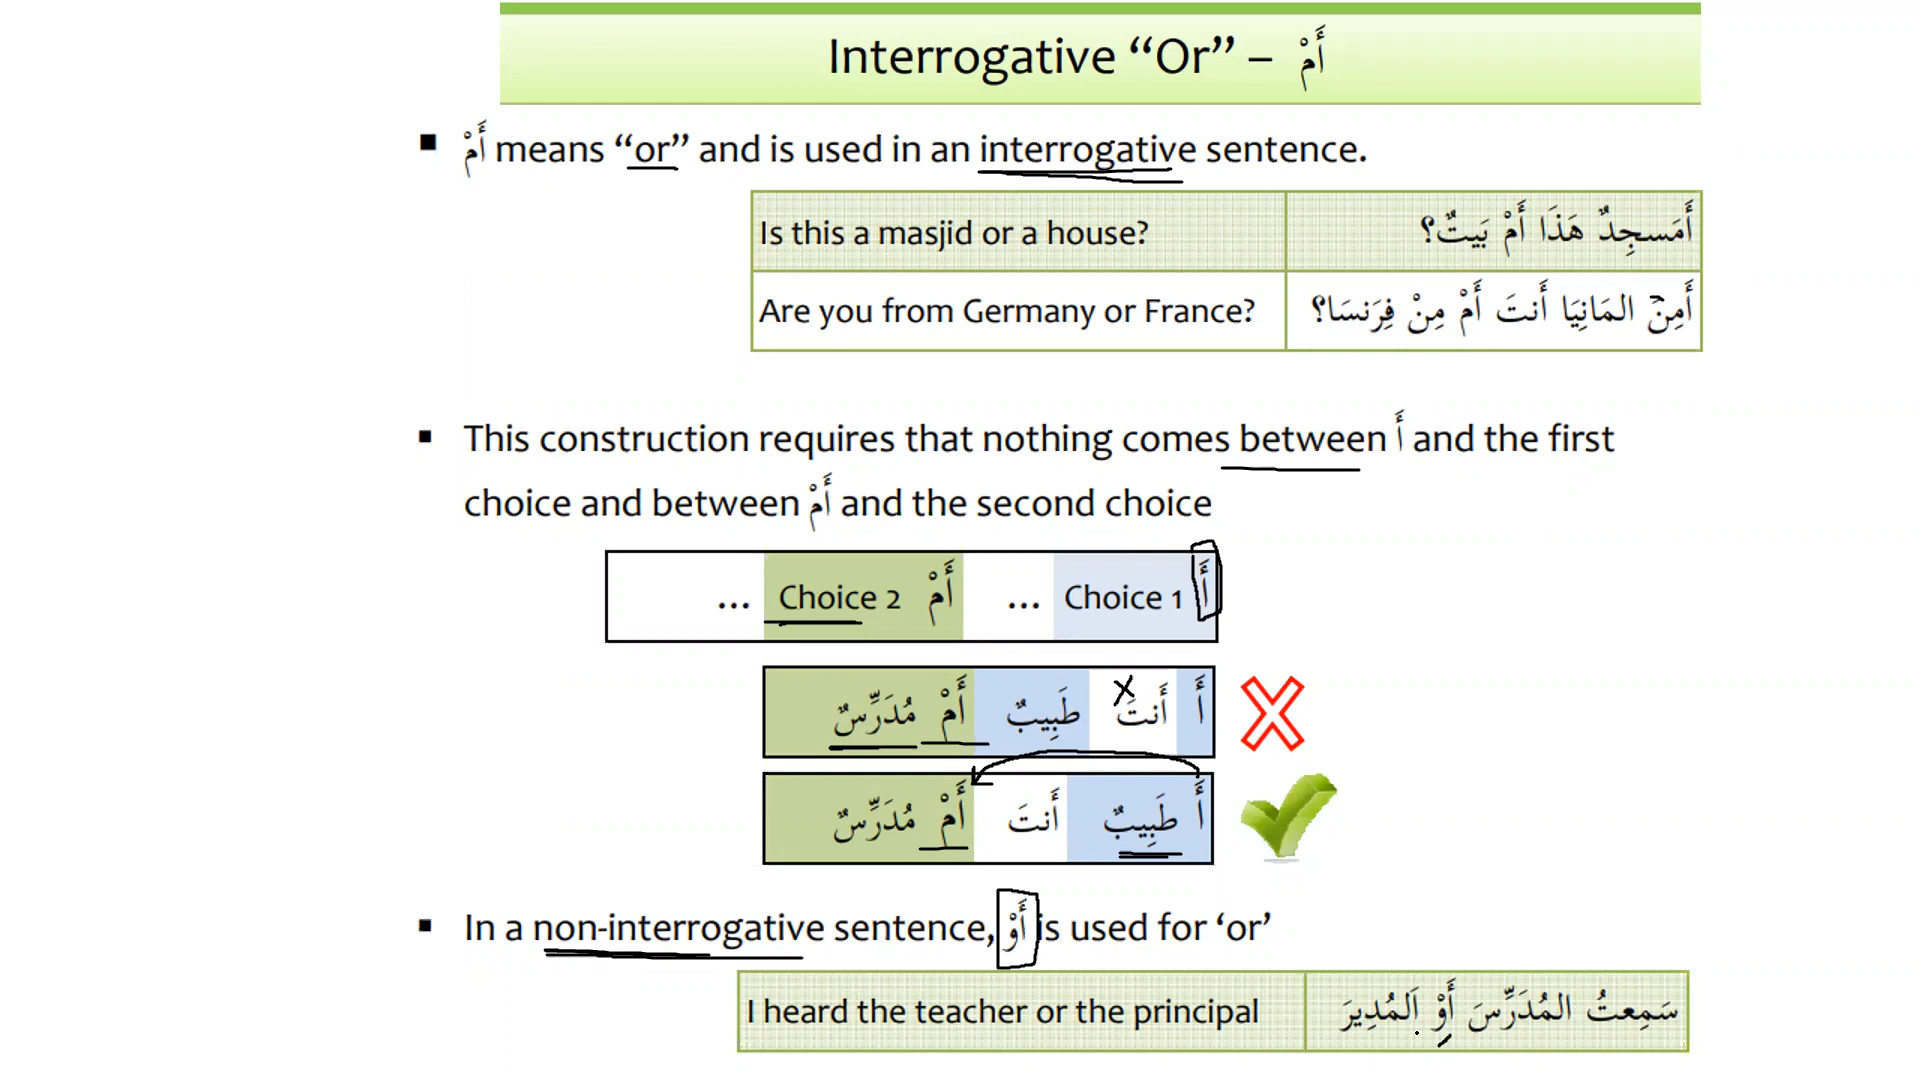 Interrogative “Or” – أَمْ
▪ أَمْ means “or” and is used in an interrogative sentence.
Is this a masjid or a house? أَمَسجِدٌ هَذَا أَمْ بَيتٌ؟
Are you from Germany or France? أَمِنَ المَانِيَا أَنتَ أَمْ مِنْ فِرَنسَا؟
▪ This construction requires that nothing comes between أَ and the first
choice and between أَمْ and the second choice
أَ Choice 1 ... أَمْ Choice 2 ...
أَ أَنتَ طَبِيبٌ أَمْ مُدَرِّسٌ
X
أَ طَبِيبٌ أَنتَ أَمْ مُدَرِّسٌ
▪ In a non-interrogative sentence, أَوْ is used for ‘or’
I heard the teacher or the principal سَمِعتُ المُدَرِّسَ أَوْ اَلمُدِيرَ